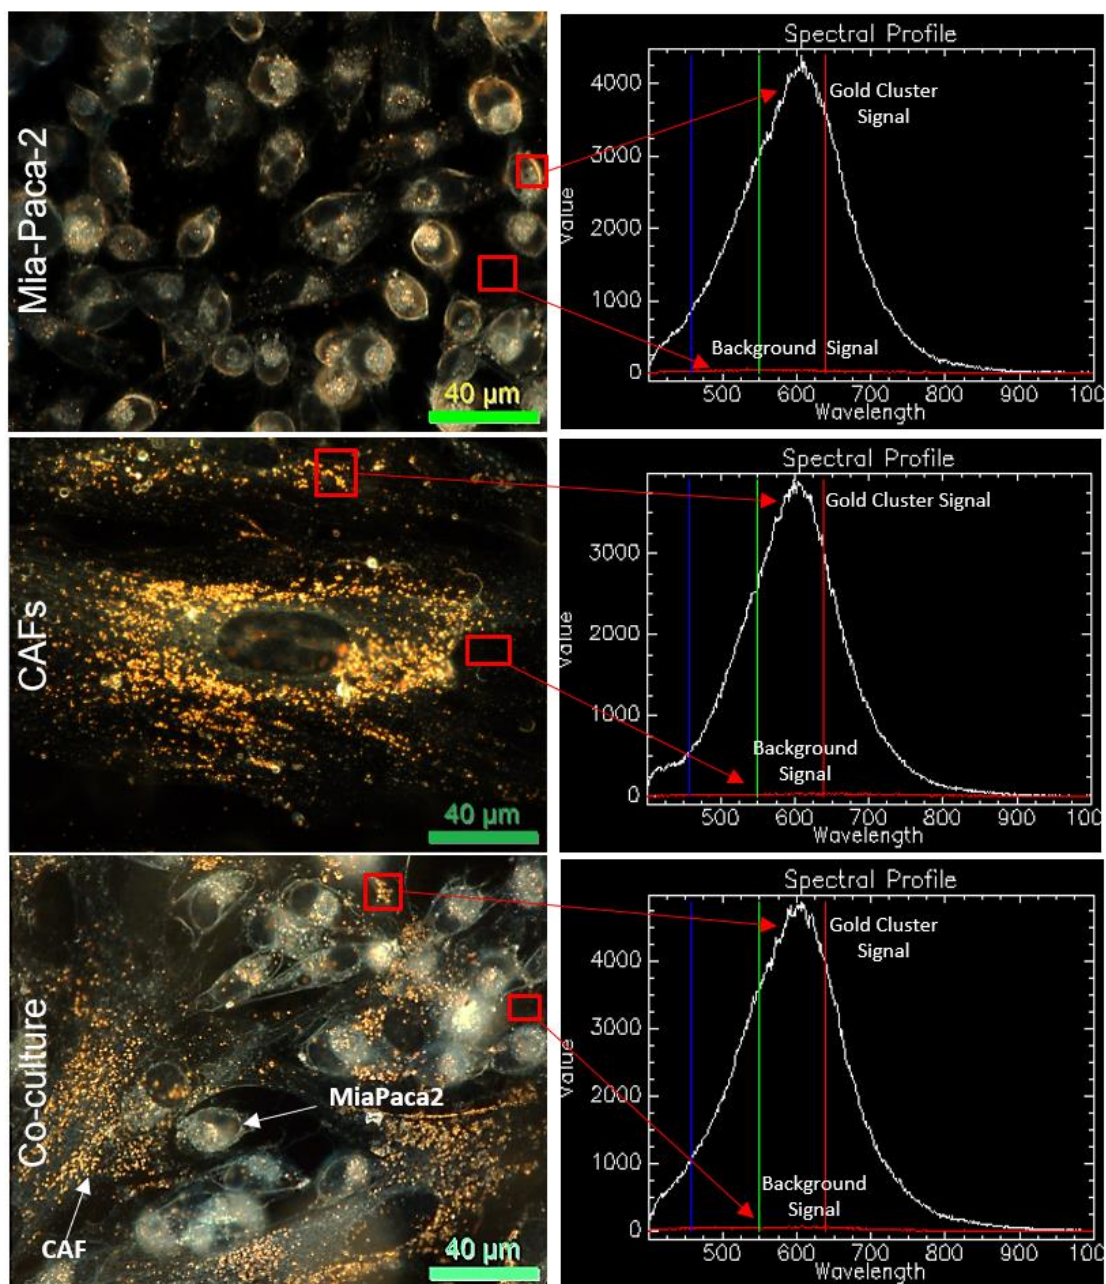 Mia-Paca-2
40 µm
Spectral Profile
Gold Cluster
Signal
Background Signal
Value
4000
3000
2000
1000
0
500 600 700 800 900 100
Wavelength
CAFs
40 µm
Spectral Profile
Gold Cluster Signal
Background
Signal
Value
3000
2000
1000
0
500 600 700 800 900 100
Wavelength
Co-culture
MiaPaca2
CAF
40 µm
Spectral Profile
Gold Cluster
Signal
Background
Signal
Value
4000
3000
2000
1000
0
500 600 700 800 900 100
Wavelength